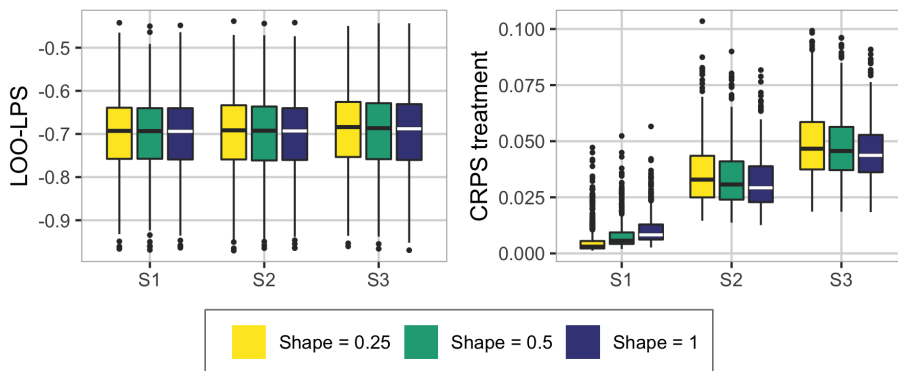 LOO-LPS
-0.5
-0.6
-0.7
-0.8
-0.9
S1 S2 S3
CRPS treatment
0.100
0.075
0.050
0.025
0.000
S1 S2 S3
Shape = 0.25 Shape = 0.5 Shape = 1